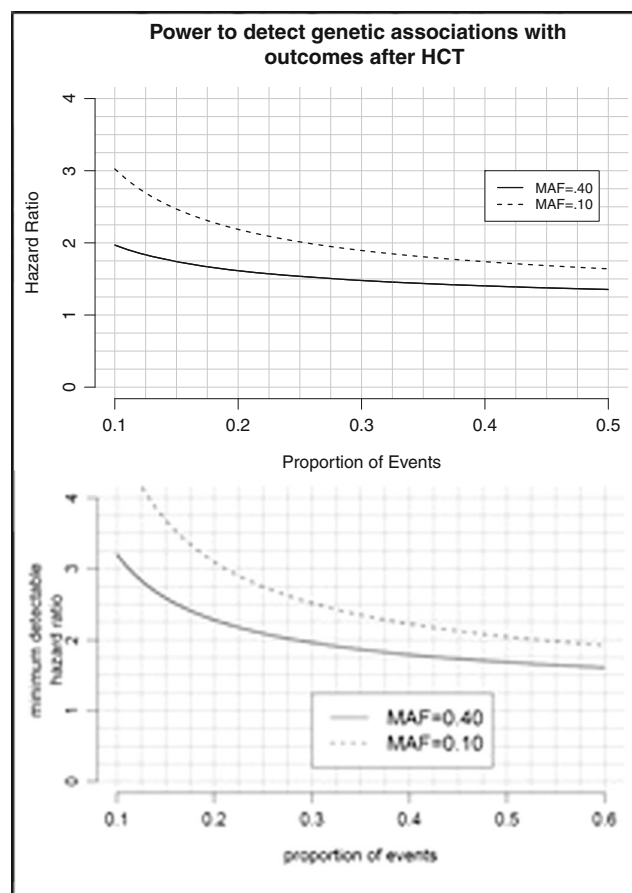 Power to detect genetic associations with
outcomes after HCT
Hazard Ratio
4
3
2
1
0
MAF=.40
MAF=.10
0.1 0.2 0.3 0.4 0.5
Proportion of Events
minimum detectable
hazard ratio
4
3
2
1
0
MAF=0.40
MAF=0.10
0.1 0.2 0.3 0.4 0.5 0.6
proportion of events